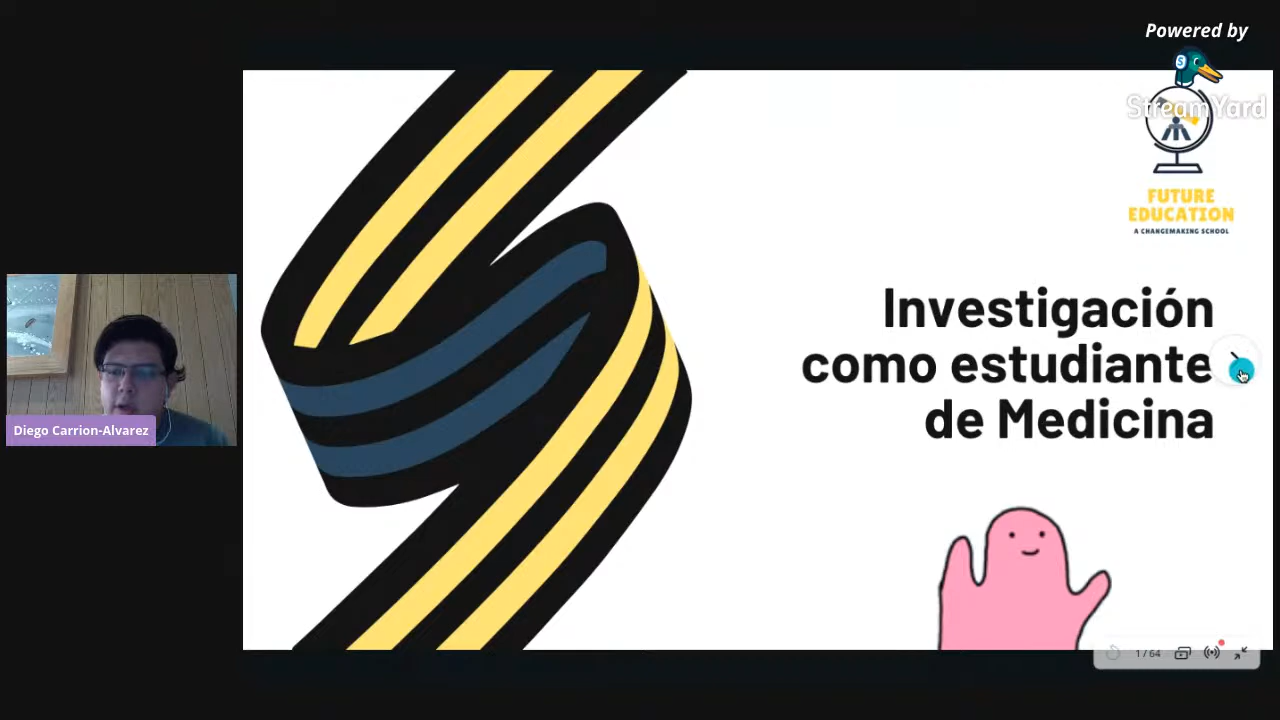 Powered by
StreamYard
FUTURE
EDUCATION
A CHANGEMAKING SCHOOL
Investigación
como estudiante
de Medicina
Diego Carrion-Alvarez
1 / 64